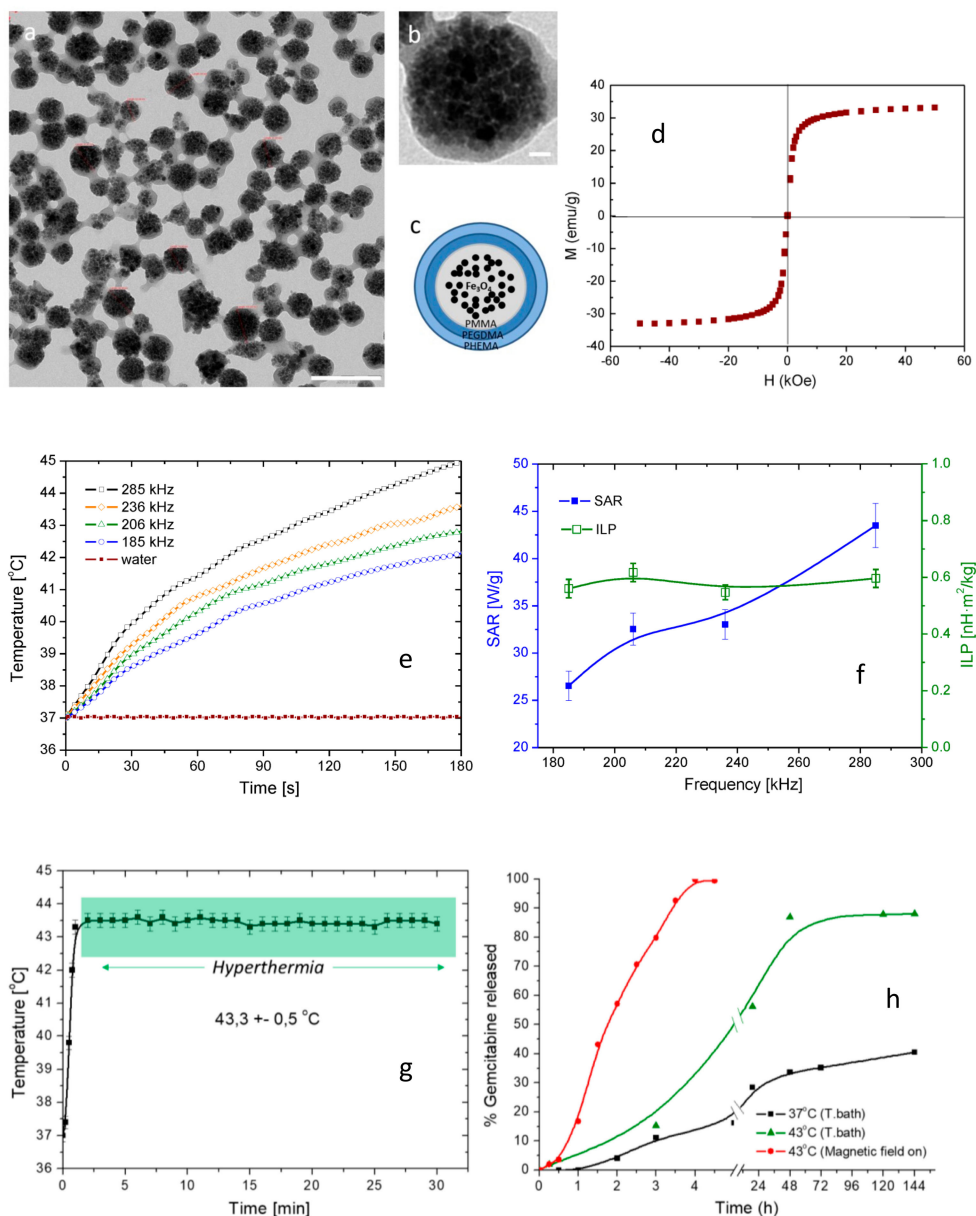 a
b
c
Fe₃O₄
PMMA
PEGDMA
PHEMA
d
M (emu/g)
40
30
20
10
0
-10
-20
-30
-40
-60
-40
-20
0
20
40
60
H (kOe)
e
Temperature [°C]
45
44
43
42
41
40
39
38
37
36
285 kHz
236 kHz
206 kHz
185 kHz
water
0
30
60
90
120
150
180
Time [s]
f
SAR [W/g]
50
45
40
35
30
25
20
SAR
ILP
1.0
0.8
0.6
0.4
0.2
0.0
ILP [nH·m²/kg]
180
200
220
240
260
280
300
Frequency [kHz]
g
Temperature [°C]
45
44
43
42
41
40
39
38
37
36
Hyperthermia
43,3 +- 0,5 °C
0
5
10
15
20
25
30
Time [min]
h
% Gemcitabine released
100
90
80
70
60
50
40
30
20
10
0
37°C (T.bath)
43°C (T.bath)
43°C (Magnetic field on)
0
1
2
3
4
24
48
72
96
120
144
Time (h)